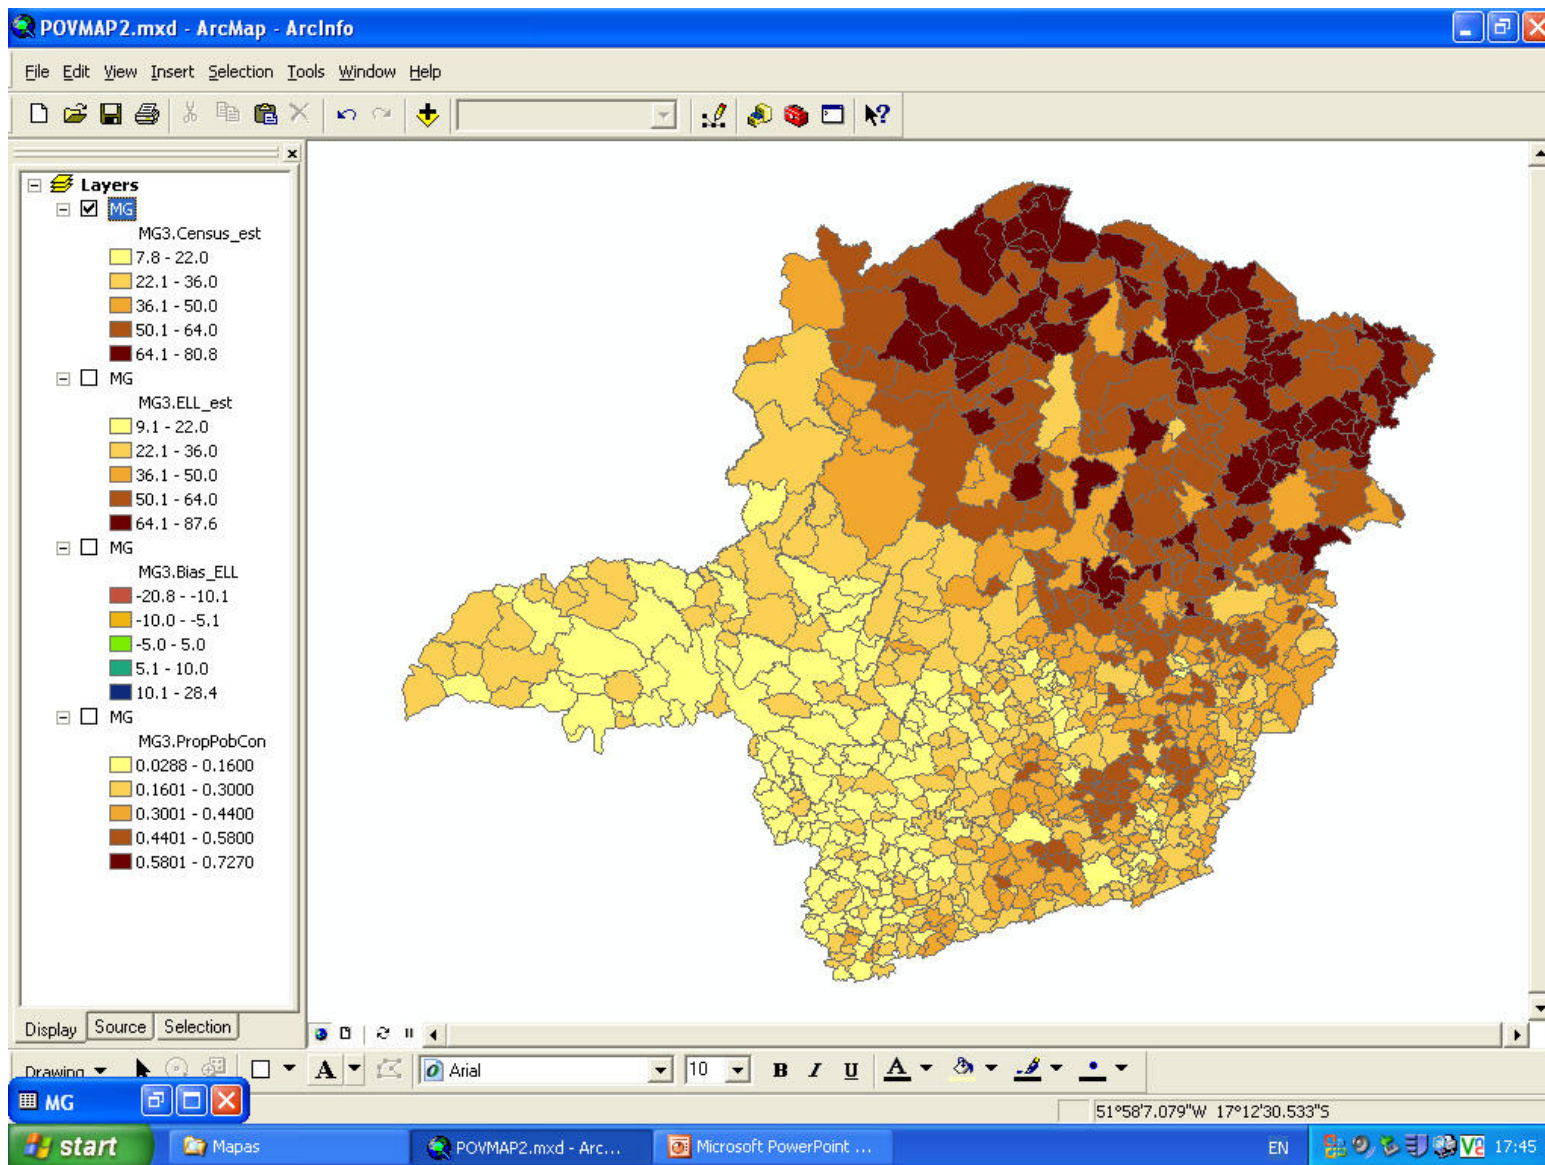 POVMAP2.mxd - ArcMap - ArcInfo
File Edit View Insert Selection Tools Window Help
Layers
MG
MG3.Census_est
7.8 - 22.0
22.1 - 36.0
36.1 - 50.0
50.1 - 64.0
64.1 - 80.8
MG
MG3.ELL_est
9.1 - 22.0
22.1 - 36.0
36.1 - 50.0
50.1 - 64.0
64.1 - 87.6
MG
MG3.Bias_ELL
-20.8 - -10.1
-10.0 - -5.1
-5.0 - 5.0
5.1 - 10.0
10.1 - 28.4
MG
MG3.PropPobCon
0.0288 - 0.1600
0.1601 - 0.3000
0.3001 - 0.4400
0.4401 - 0.5800
0.5801 - 0.7270
Display Source Selection
Drawing A Arial 10 B I U A
MG
51°58'7.079"W 17°12'30.533"S
start Mapas POVMAP2.mxd - Arc... Microsoft PowerPoint ... EN 17:45